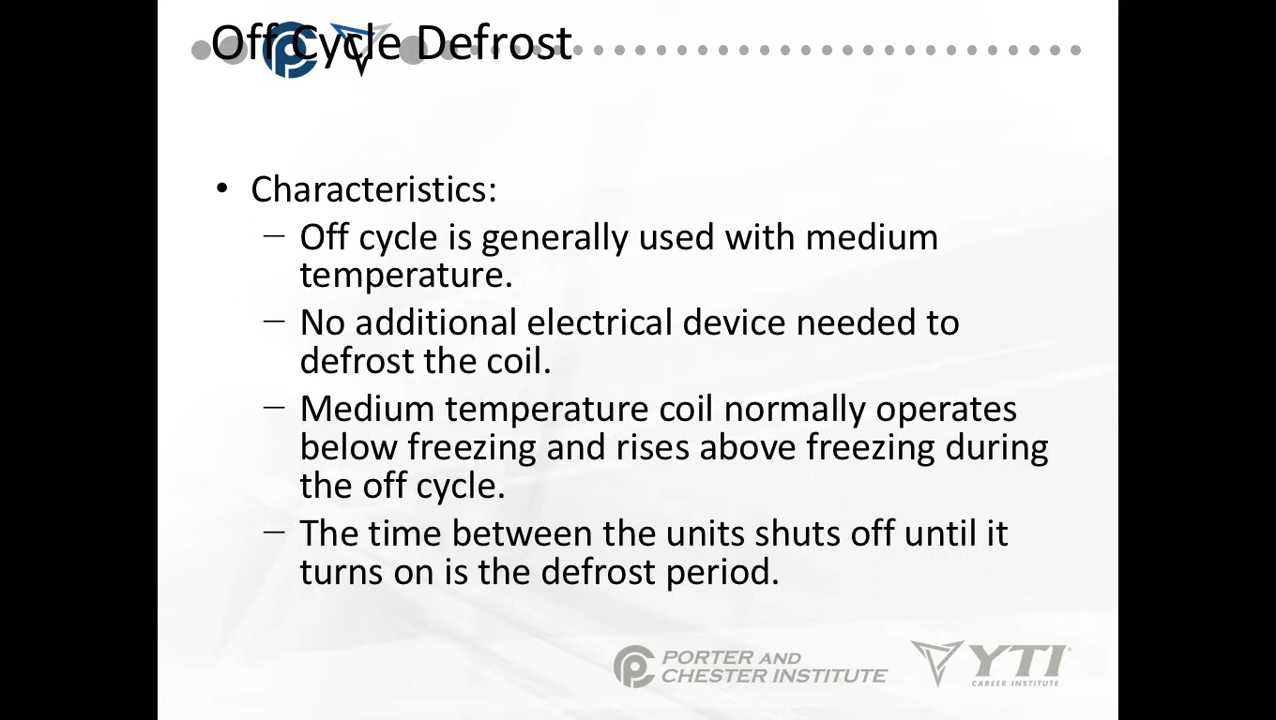 Off Cycle Defrost
• Characteristics:
– Off cycle is generally used with medium
temperature.
– No additional electrical device needed to
defrost the coil.
– Medium temperature coil normally operates
below freezing and rises above freezing during
the off cycle.
– The time between the units shuts off until it
turns on is the defrost period.
PORTER AND
CHESTER INSTITUTE
YTI
CAREER INSTITUTE